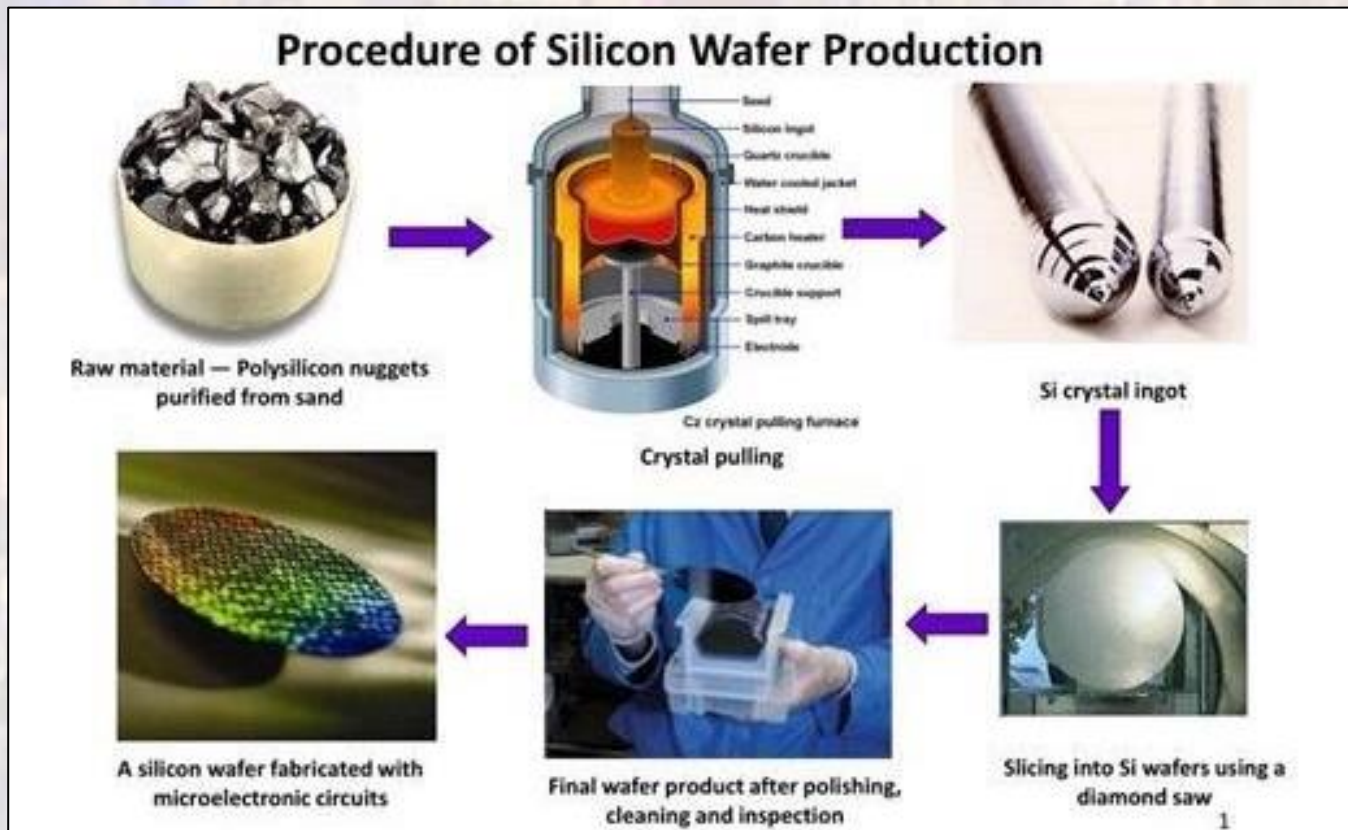 Procedure of Silicon Wafer Production
Raw material — Polysilicon nuggets
purified from sand
Seed
Silicon Ingot
Quartz crucible
Water cooled jacket
Heat shield
Carbon heater
Graphite crucible
Crucible support
Spill tray
Electrode
Cz crystal pulling furnace
Crystal pulling
Si crystal ingot
Slicing into Si wafers using a
diamond saw
Final wafer product after polishing,
cleaning and inspection
A silicon wafer fabricated with
microelectronic circuits
1